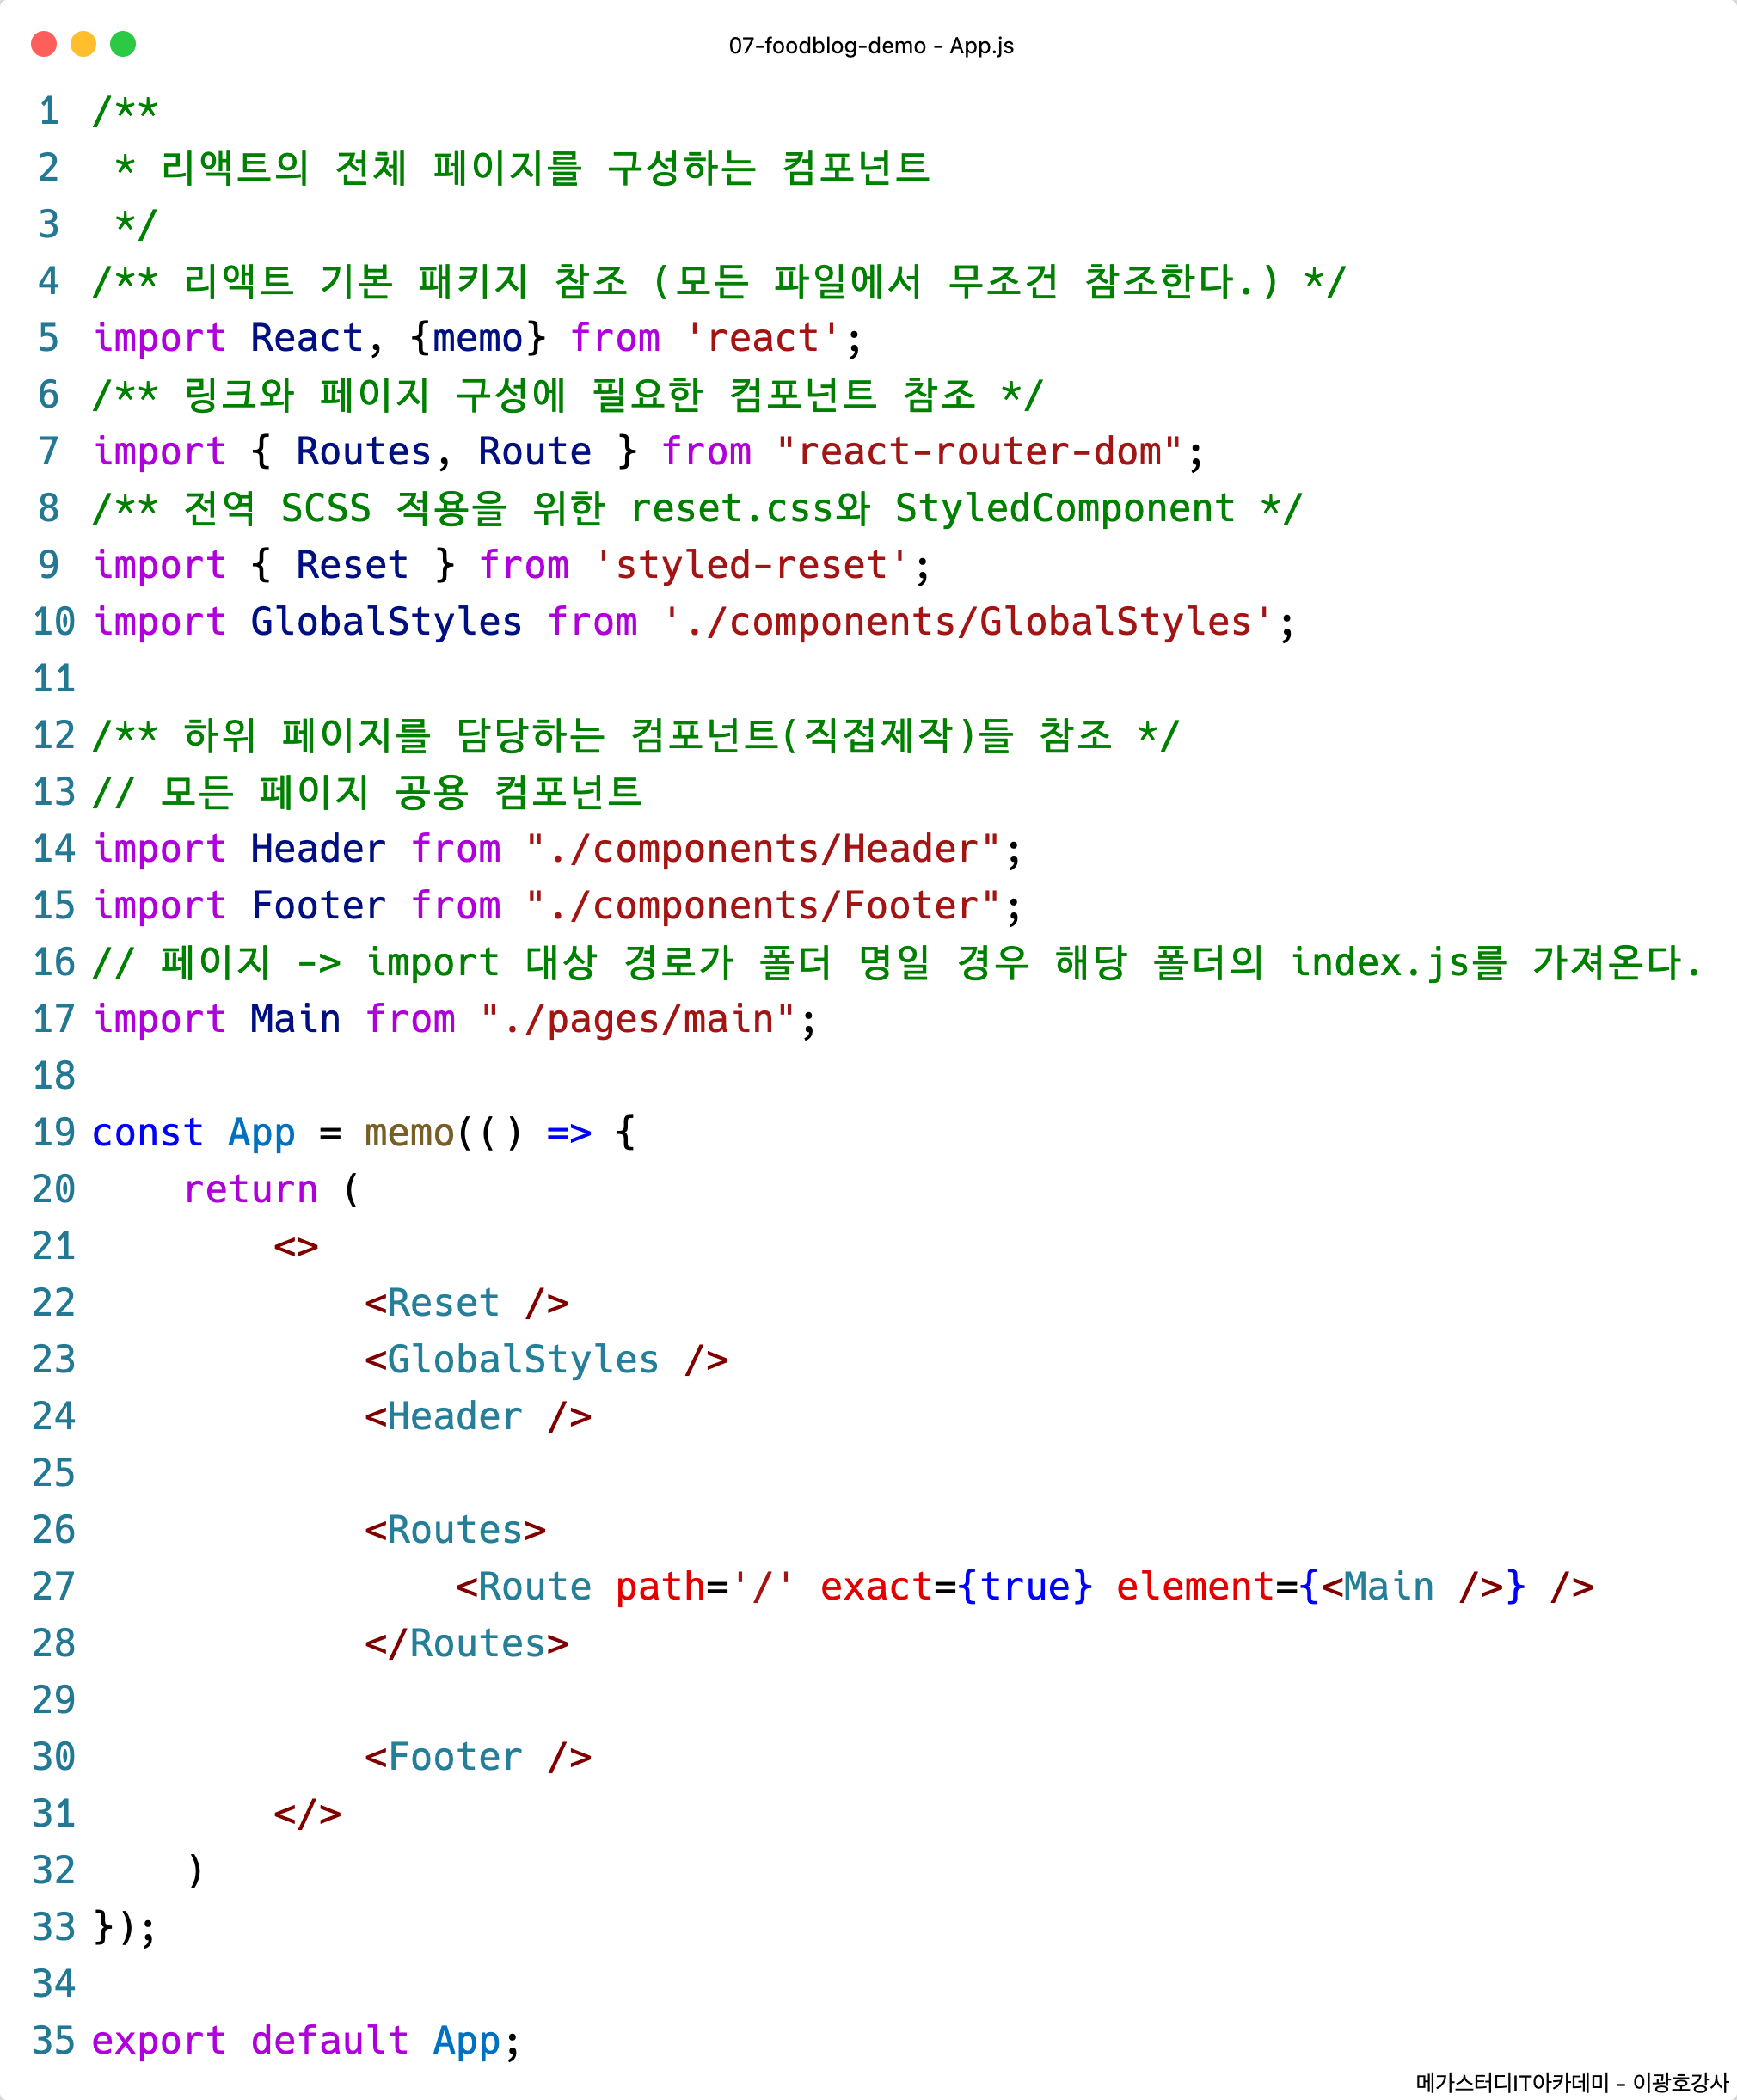 07-foodblog-demo - App.js
1 /**
2  * 리액트의 전체 페이지를 구성하는 컴포넌트
3  */
4 /** 리액트 기본 패키지 참조 (모든 파일에서 무조건 참조한다.) */
5 import React, {memo} from 'react';
6 /** 링크와 페이지 구성에 필요한 컴포넌트 참조 */
7 import { Routes, Route } from "react-router-dom";
8 /** 전역 SCSS 적용을 위한 reset.css와 StyledComponent */
9 import { Reset } from 'styled-reset';
10 import GlobalStyles from './components/GlobalStyles';
11
12 /** 하위 페이지를 담당하는 컴포넌트(직접제작)들 참조 */
13 // 모든 페이지 공용 컴포넌트
14 import Header from "./components/Header";
15 import Footer from "./components/Footer";
16 // 페이지 -> import 대상 경로가 폴더 명일 경우 해당 폴더의 index.js를 가져온다.
17 import Main from "./pages/main";
18
19 const App = memo(() => {
20     return (
21         <>
22             <Reset />
23             <GlobalStyles />
24             <Header />
25
26             <Routes>
27                 <Route path='/' exact={true} element={<Main />} />
28             </Routes>
29
30             <Footer />
31         </>
32     )
33 });
34
35 export default App;
메가스터디IT아카데미 - 이광호강사